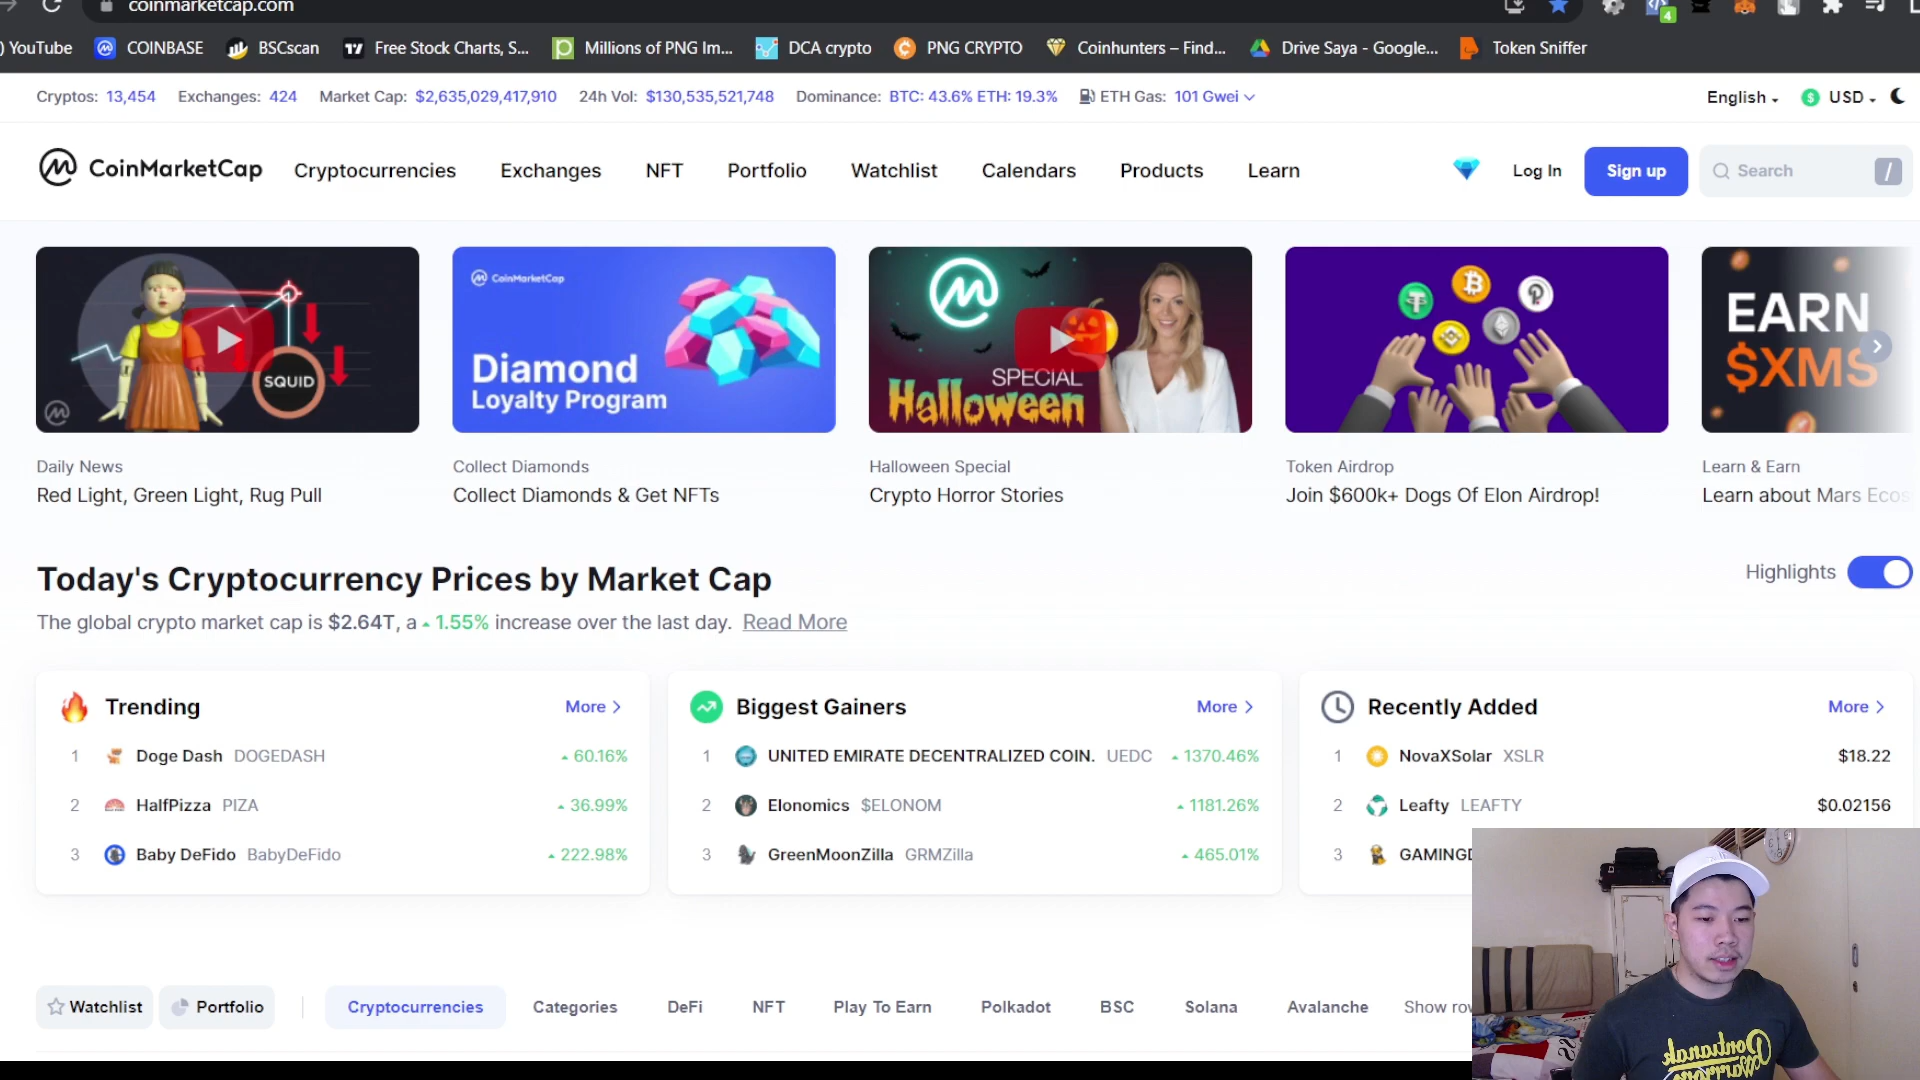 coinmarketcap.com
4
) YouTube COINBASE BSCscan Free Stock Charts, S... Millions of PNG Im... DCA crypto PNG CRYPTO Coinhunters – Find... Drive Saya - Google... Token Sniffer
Cryptos: 13,454 Exchanges: 424 Market Cap: $2,635,029,417,910 24h Vol: $130,535,521,748 Dominance: BTC: 43.6% ETH: 19.3% ETH Gas: 101 Gwei English USD
CoinMarketCap Cryptocurrencies Exchanges NFT Portfolio Watchlist Calendars Products Learn Log In Sign up Search /
SQUID
CoinMarketCap
Diamond
Loyalty Program
SPECIAL
Halloween
EARN
$XMS
Daily News
Red Light, Green Light, Rug Pull
Collect Diamonds
Collect Diamonds & Get NFTs
Halloween Special
Crypto Horror Stories
Token Airdrop
Join $600k+ Dogs Of Elon Airdrop!
Learn & Earn
Learn about Mars Ecos
Today's Cryptocurrency Prices by Market Cap
Highlights
The global crypto market cap is $2.64T, a 1.55% increase over the last day. Read More
Trending More
1 Doge Dash DOGEDASH 60.16%
2 HalfPizza PIZA 36.99%
3 Baby DeFido BabyDeFido 222.98%
Biggest Gainers More
1 UNITED EMIRATE DECENTRALIZED COIN. UEDC 1370.46%
2 Elonomics $ELONOM 1181.26%
3 GreenMoonZilla GRMZilla 465.01%
Recently Added More
1 NovaXSolar XSLR $18.22
2 Leafty LEAFTY $0.02156
3 GAMINGD
Watchlist Portfolio Cryptocurrencies Categories DeFi NFT Play To Earn Polkadot BSC Solana Avalanche Show row
Pontianak
Warriors